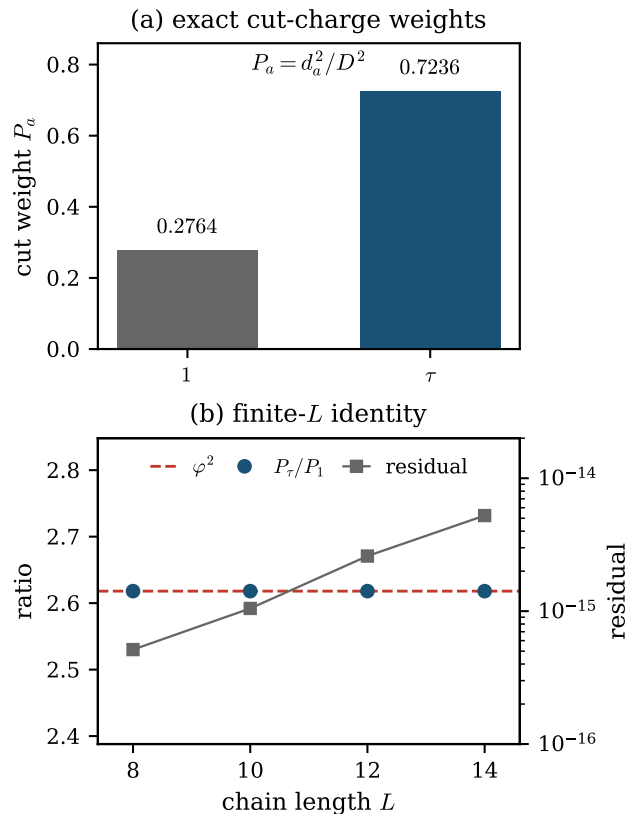 (a) exact cut-charge weights
P_a = d_a^2/D^2
0.7236
0.2764
cut weight P_a
0.8
0.6
0.4
0.2
0.0
1
τ
(b) finite-L identity
φ^2
P_τ/P_1
residual
ratio
2.8
2.7
2.6
2.5
2.4
10^−14
10^−15
10^−16
residual
8
10
12
14
chain length L